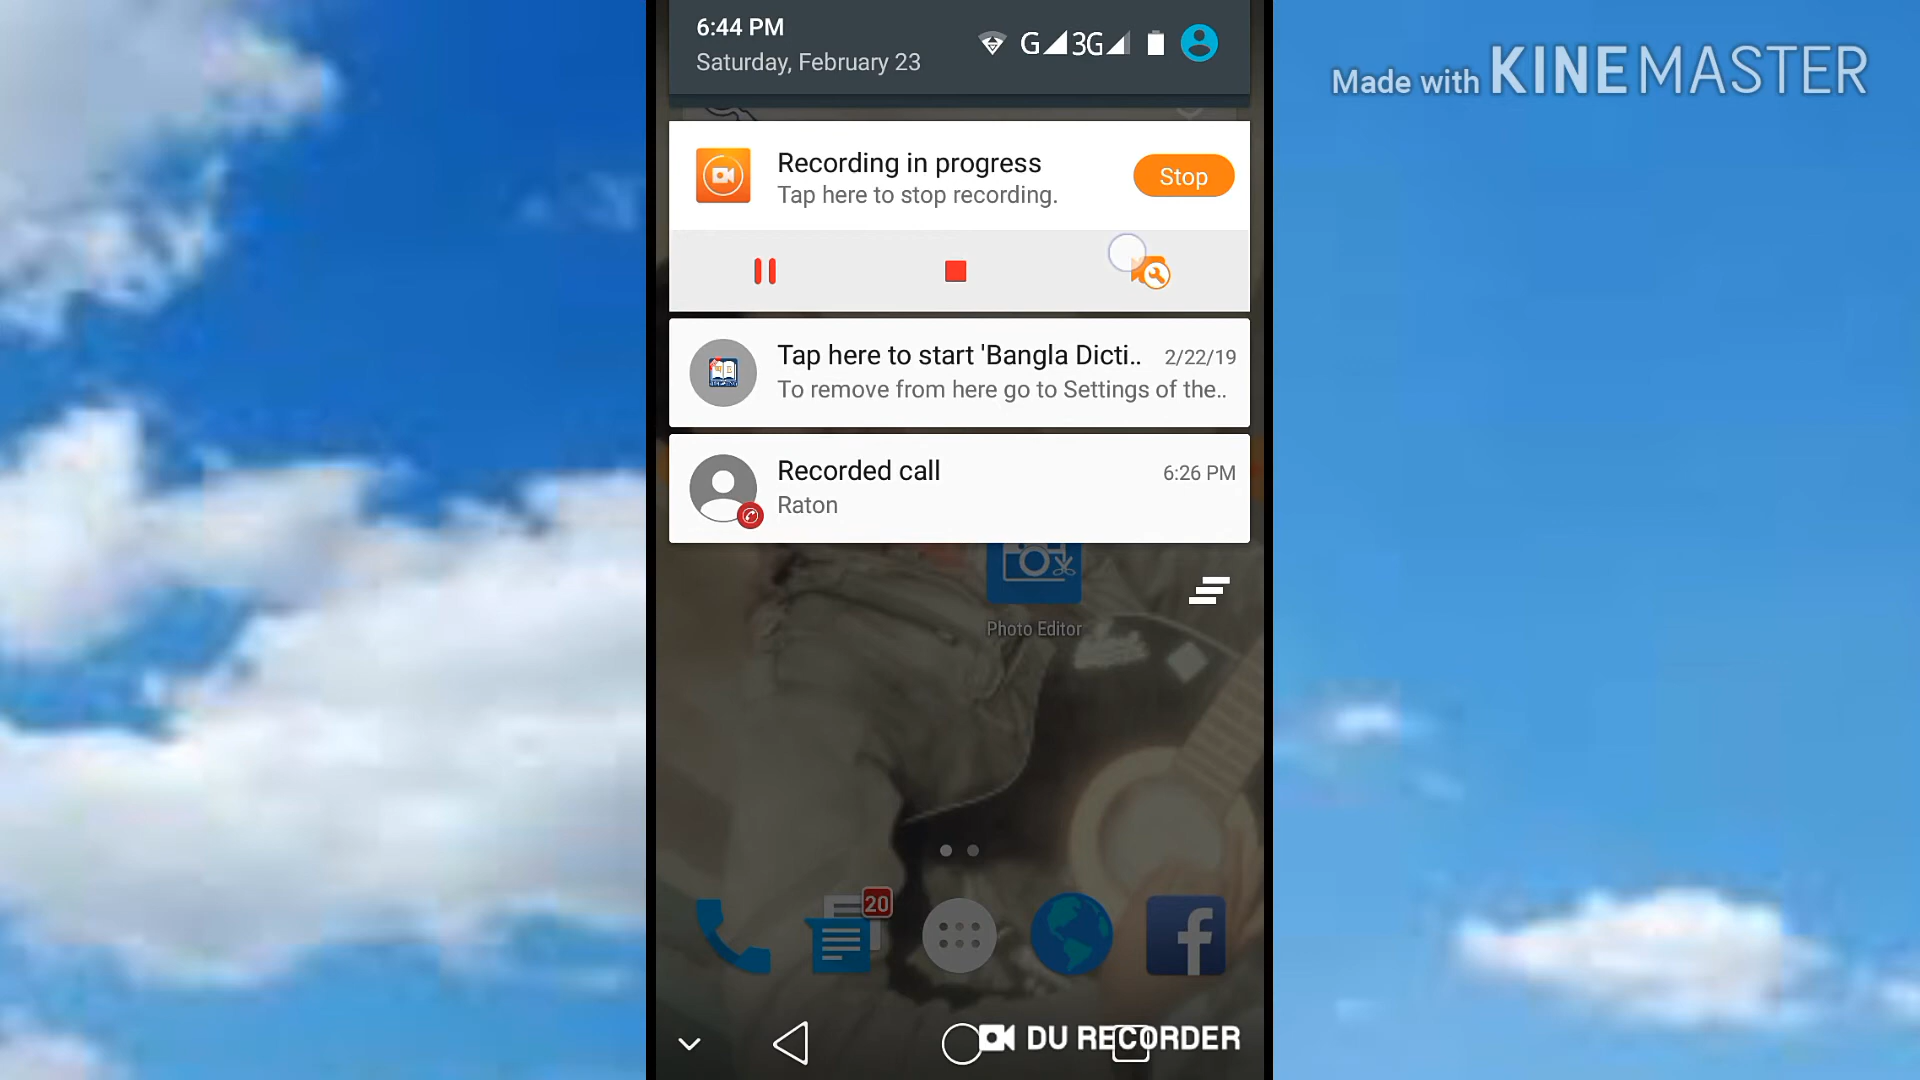 6:44 PM
Saturday, February 23
G 3G
Made with KINEMASTER
Recording in progress
Tap here to stop recording.
Stop
Tap here to start 'Bangla Dicti..
2/22/19
To remove from here go to Settings of the..
Recorded call
6:26 PM
Raton
Photo Editor
20
f
DU RECORDER